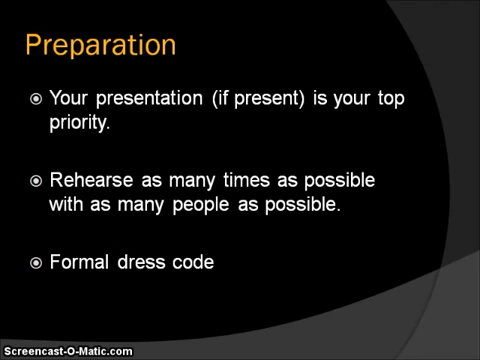 Preparation
Your presentation (if present) is your top
priority.
Rehearse as many times as possible
with as many people as possible.
Formal dress code
Screencast-O-Matic.com